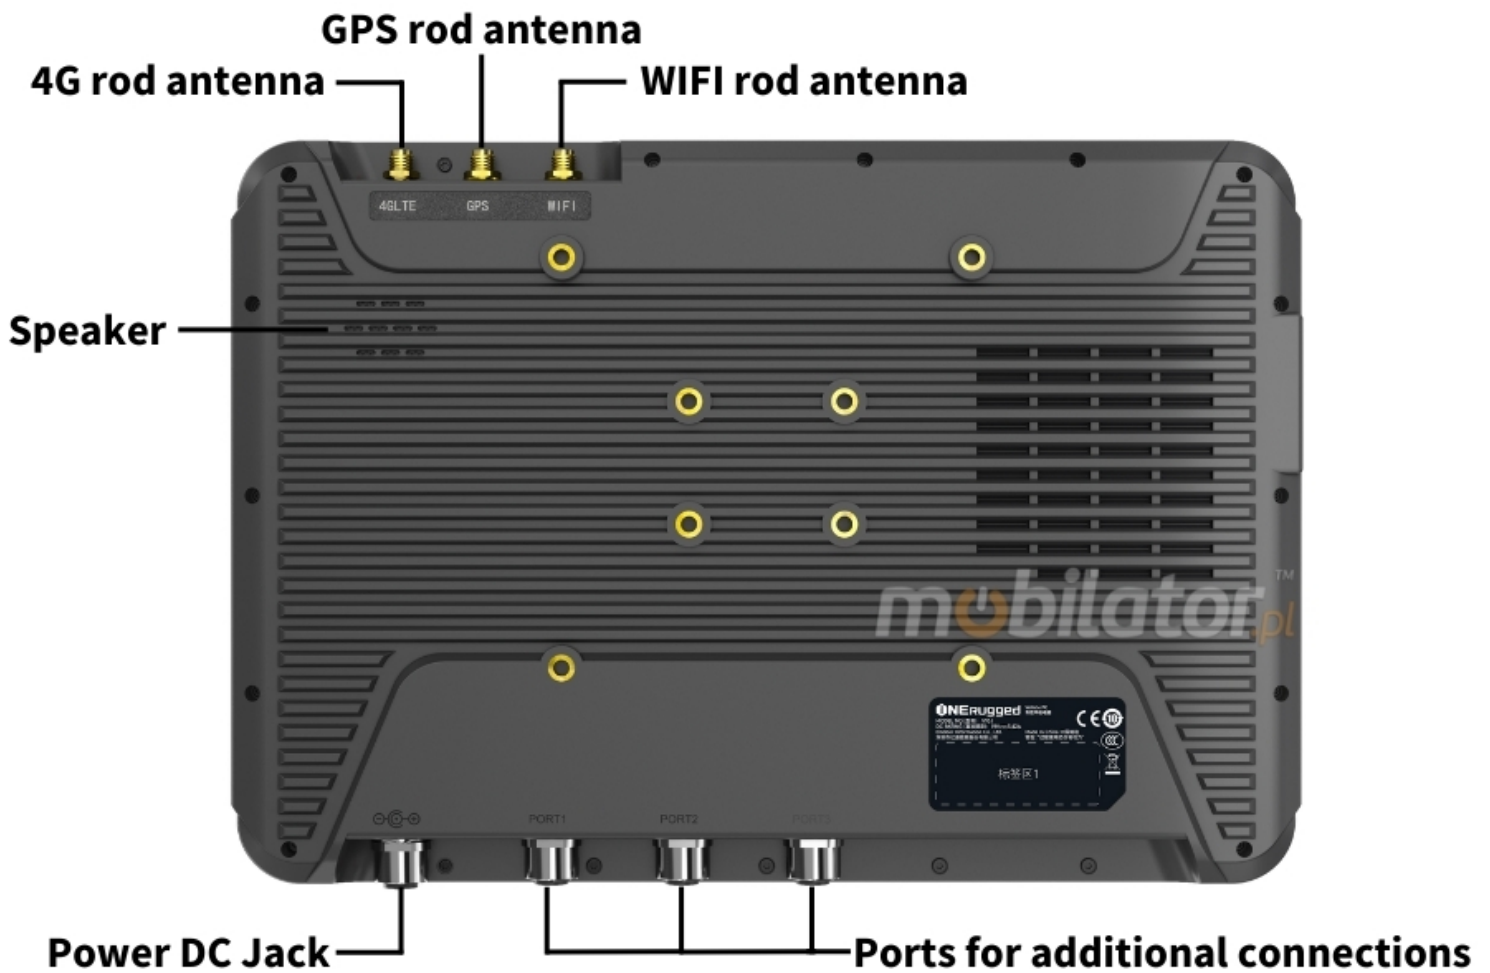 GPS rod antenna
4G rod antenna
WIFI rod antenna
4GLTE
GPS
WIFI
Speaker
mobilator.pl
TM
ONERugged
标签区1
PORT1
PORT2
PORT3
Power DC Jack
Ports for additional connections